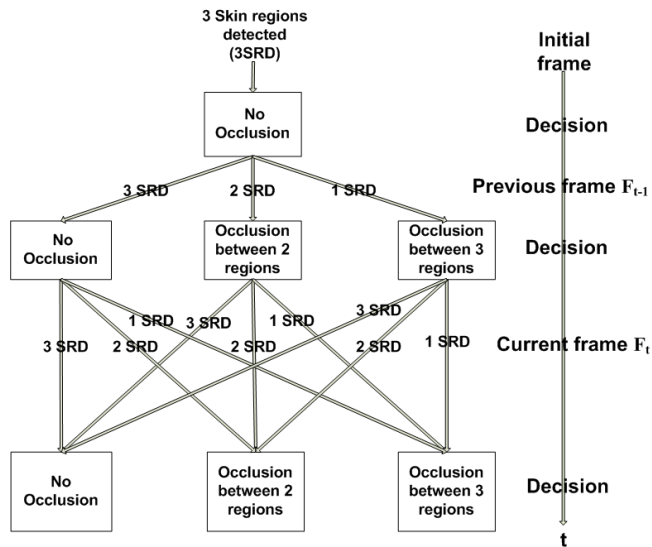 3 Skin regions
detected
(3SRD)
Initial
frame
No
Occlusion
Decision
3 SRD
2 SRD
1 SRD
Previous frame Ft-1
No
Occlusion
Occlusion
between 2
regions
Occlusion
between 3
regions
Decision
3 SRD
1 SRD
3 SRD
1 SRD
3 SRD
2 SRD
2 SRD
2 SRD
1 SRD
Current frame Ft
No
Occlusion
Occlusion
between 2
regions
Occlusion
between 3
regions
Decision
t